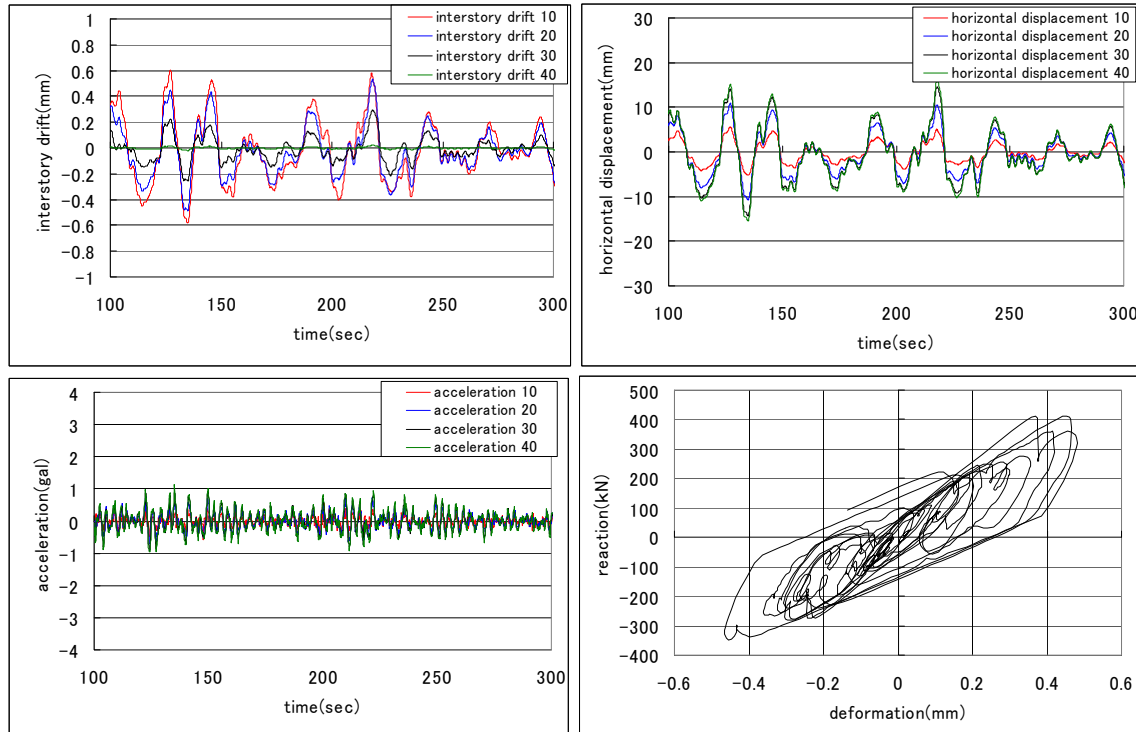 interstory drift(mm)
1
0.8
0.6
0.4
0.2
0
-0.2
-0.4
-0.6
-0.8
-1
interstory drift 10
interstory drift 20
interstory drift 30
interstory drift 40
100
150
200
250
300
time(sec)
horizontal displacement(mm)
30
20
10
0
-10
-20
-30
horizontal displacement 10
horizontal displacement 20
horizontal displacement 30
horizontal displacement 40
100
150
200
250
300
time(sec)
acceleration(gal)
4
3
2
1
0
-1
-2
-3
-4
acceleration 10
acceleration 20
acceleration 30
acceleration 40
100
150
200
250
300
time(sec)
reaction(kN)
500
400
300
200
100
0
-100
-200
-300
-400
-0.6
-0.4
-0.2
0
0.2
0.4
0.6
deformation(mm)